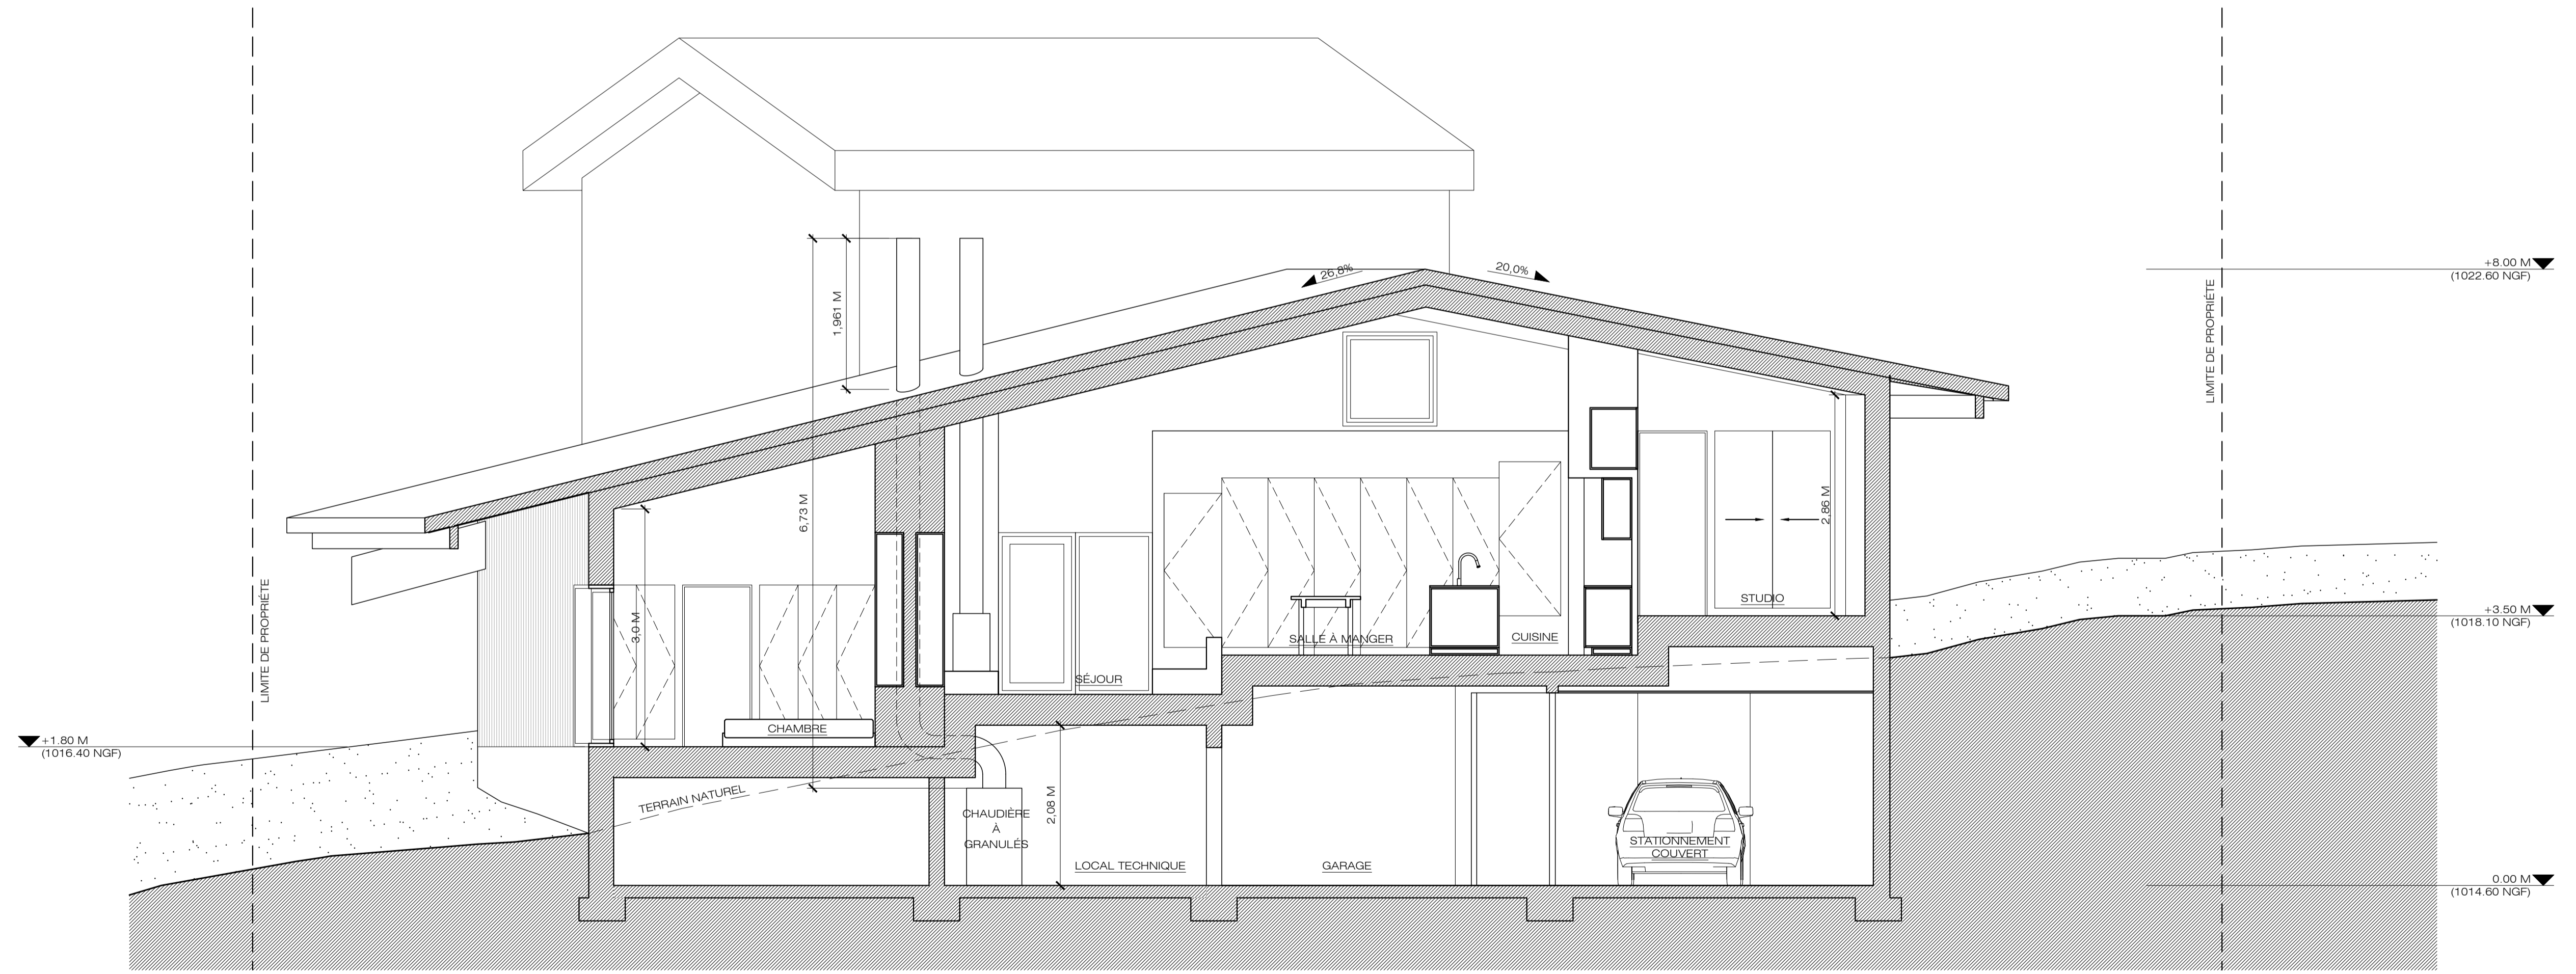 +8.00 M
(1022.60 NGF)
26,8%
20,0%
1,961 M
LIMITE DE PROPRIÉTE
6,73 M
2,86 M
3,0 M
STUDIO
+3.50 M
(1018.10 NGF)
LIMITE DE PROPRIÉTE
SALLE À MANGER
CUISINE
SÉJOUR
CHAMBRE
+1.80 M
(1016.40 NGF)
TERRAIN NATUREL
2,08 M
CHAUDIÈRE
À
GRANULÉS
STATIONNEMENT
COUVERT
LOCAL TECHNIQUE
GARAGE
0.00 M
(1014.60 NGF)